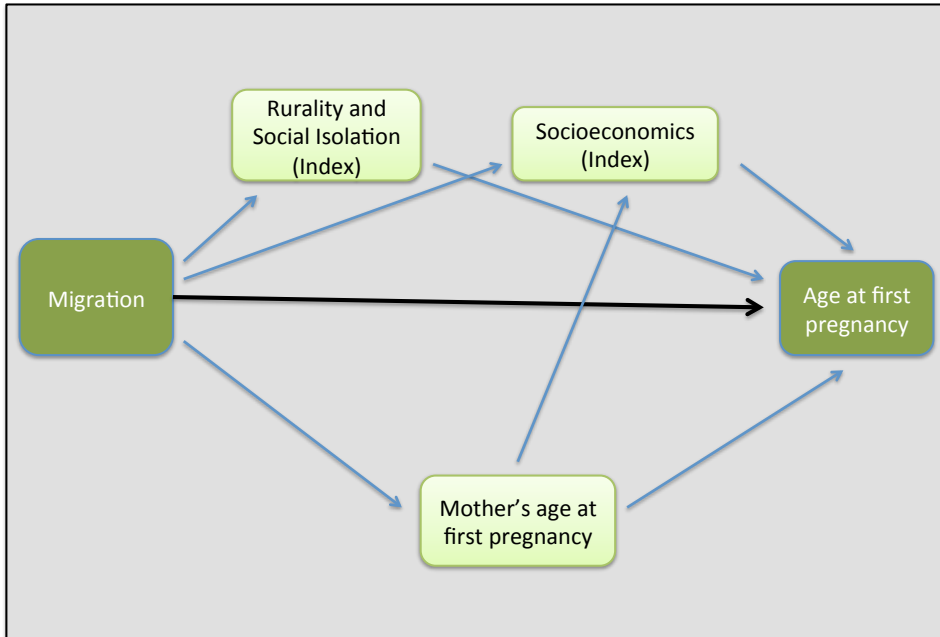 Rurality and
Social Isolation
(Index)
Socioeconomics
(Index)
Migration
Age at first
pregnancy
Mother’s age at
first pregnancy